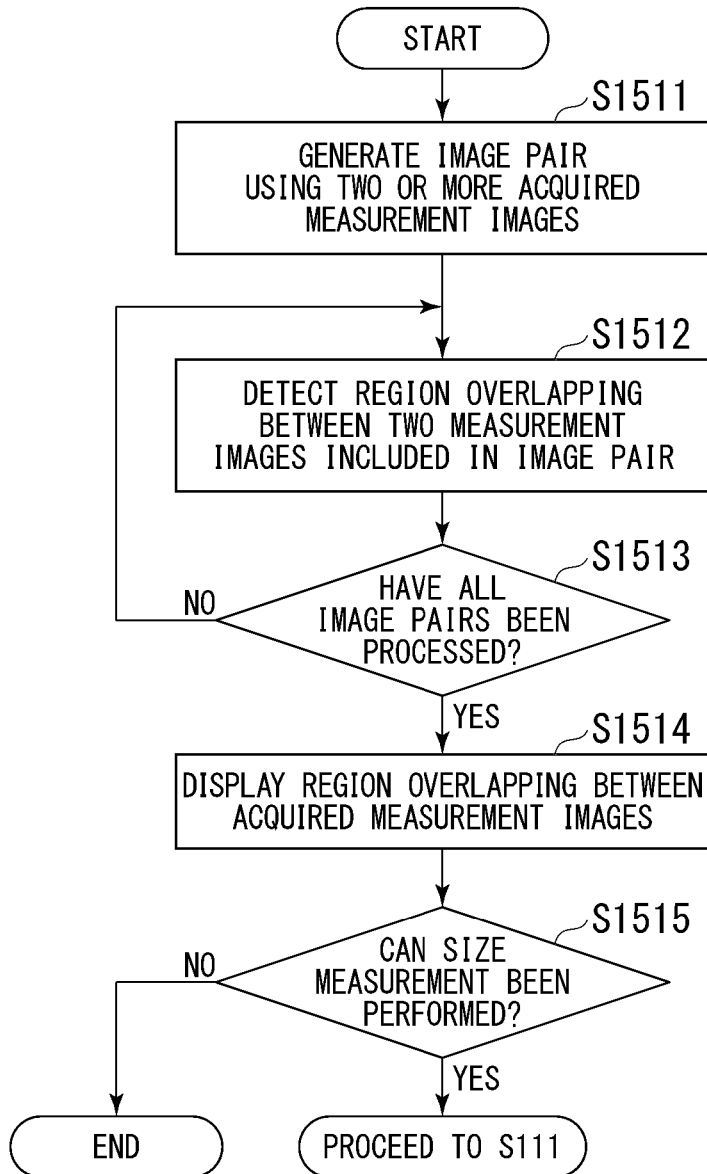 START
S1511
GENERATE IMAGE PAIR
USING TWO OR MORE ACQUIRED
MEASUREMENT IMAGES
S1512
DETECT REGION OVERLAPPING
BETWEEN TWO MEASUREMENT
IMAGES INCLUDED IN IMAGE PAIR
S1513
HAVE ALL
IMAGE PAIRS BEEN
PROCESSED?
NO
YES
S1514
DISPLAY REGION OVERLAPPING BETWEEN
ACQUIRED MEASUREMENT IMAGES
S1515
CAN SIZE
MEASUREMENT BEEN
PERFORMED?
NO
YES
END
PROCEED TO S111